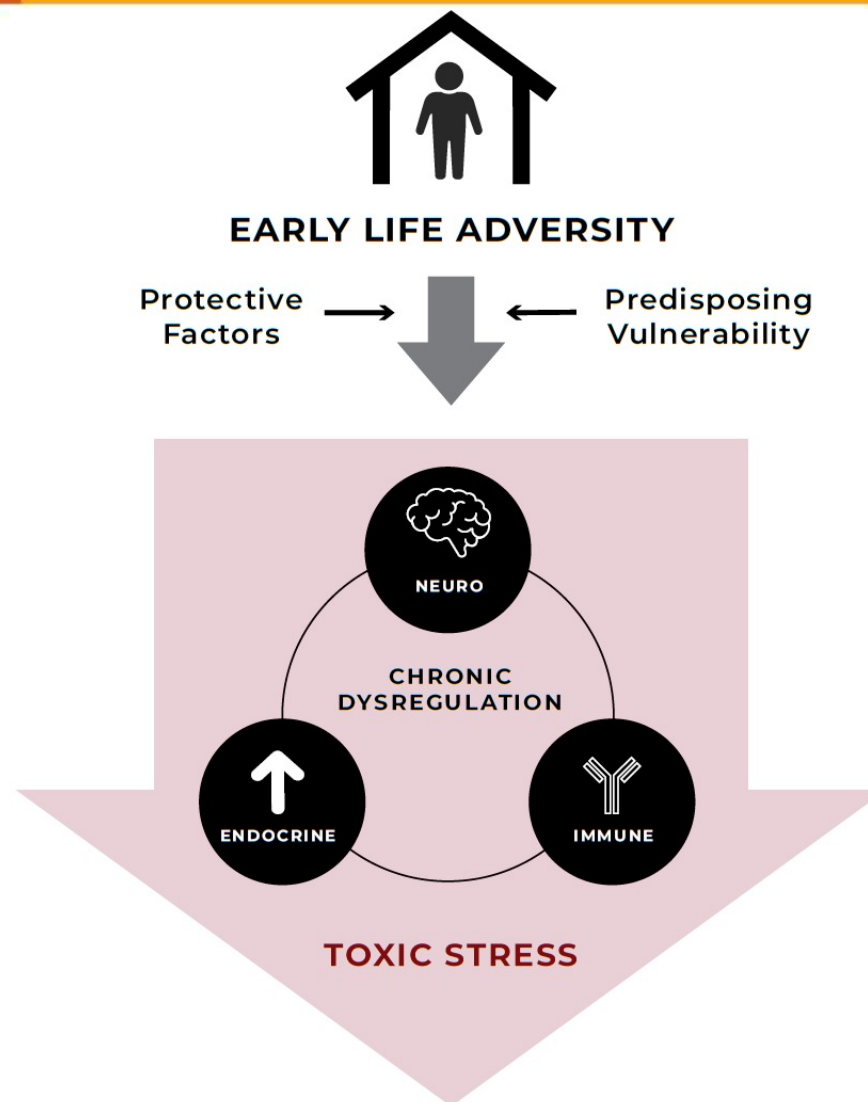 EARLY LIFE ADVERSITY
Protective
Factors
Predisposing
Vulnerability
NEURO
CHRONIC
DYSREGULATION
ENDOCRINE
IMMUNE
TOXIC STRESS